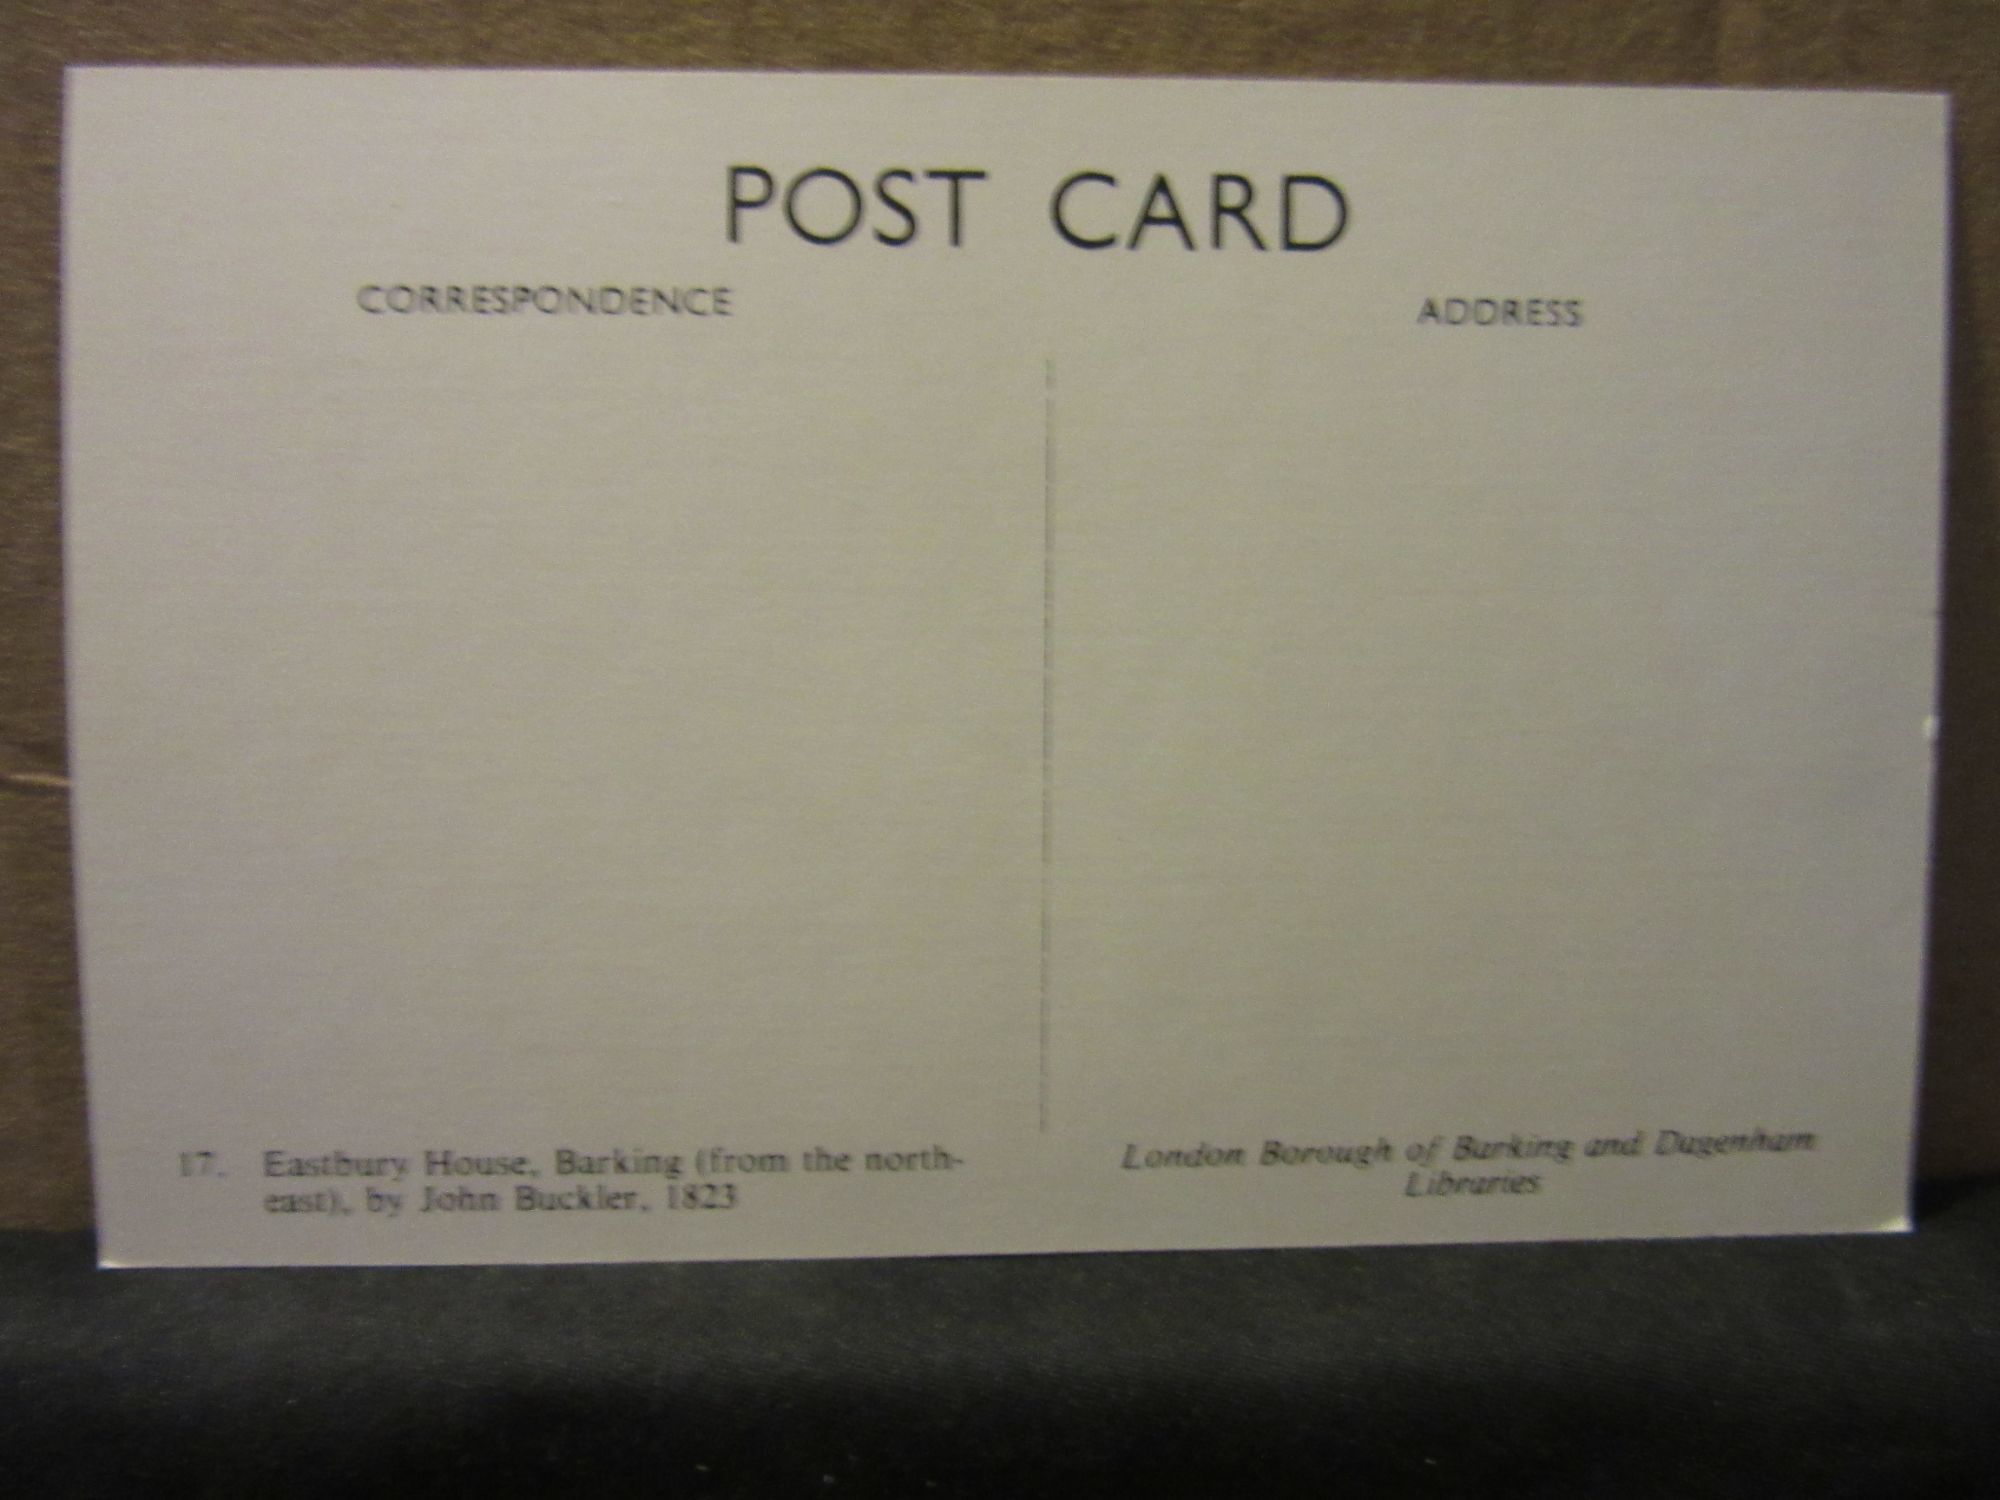 POST CARD
CORRESPONDENCE
ADDRESS
17. Eastbury House, Barking (from the north-
east), by John Buckler, 1823
London Borough of Barking and Dagenham
Libraries